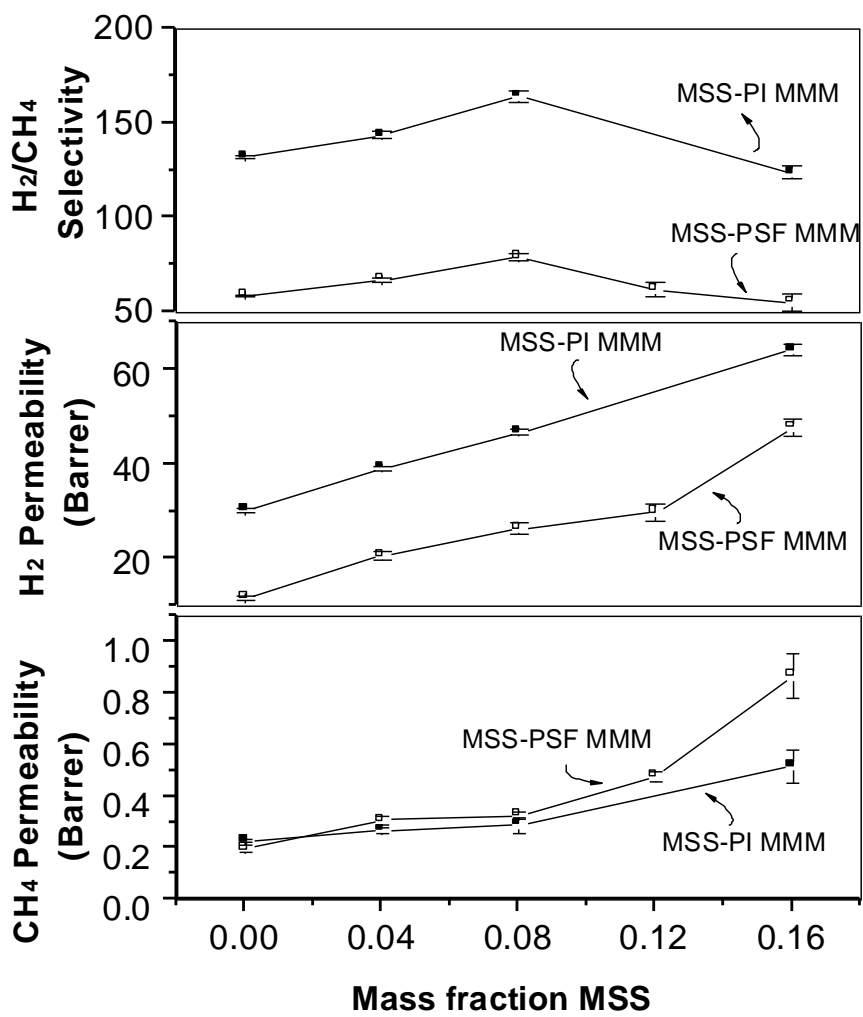 H2/CH4
Selectivity
200
150
100
50
MSS-PI MMM
MSS-PSF MMM
H2 Permeability
(Barrer)
60
40
20
MSS-PI MMM
MSS-PSF MMM
CH4 Permeability
(Barrer)
1.0
0.8
0.6
0.4
0.2
0.0
MSS-PSF MMM
MSS-PI MMM
0.00 0.04 0.08 0.12 0.16
Mass fraction MSS